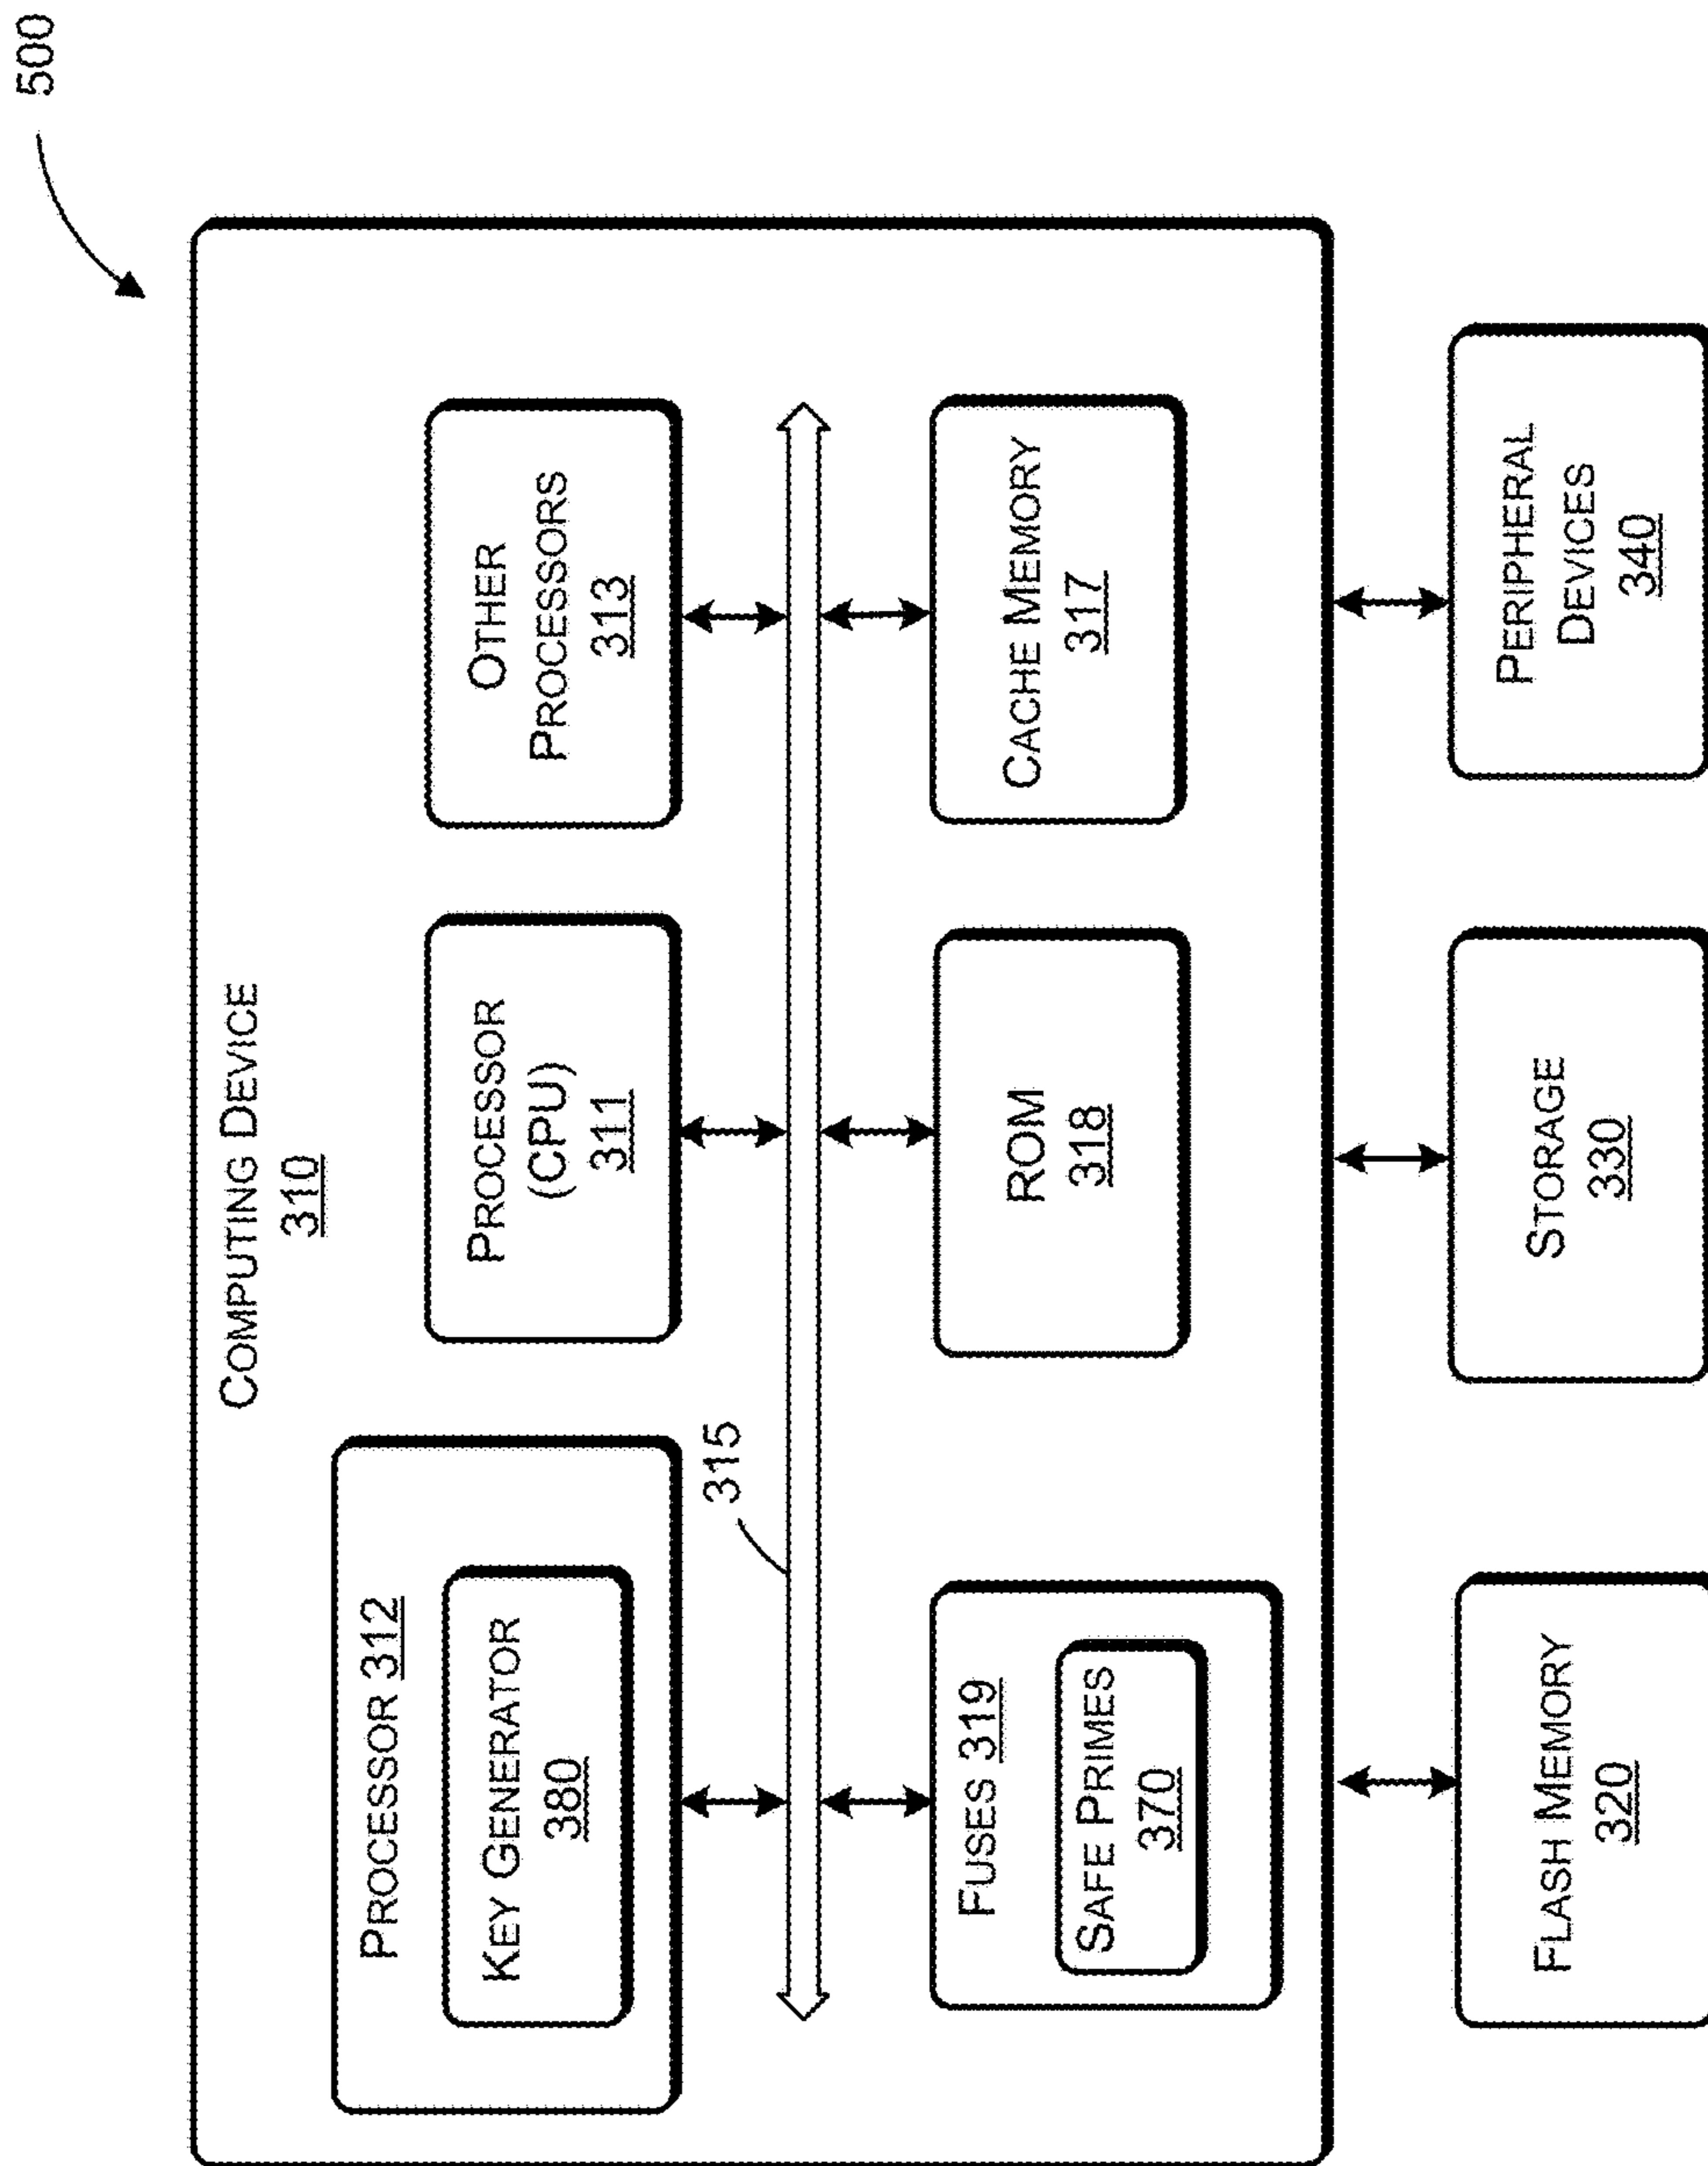 500
COMPUTING DEVICE
310
PROCESSOR 312
KEY GENERATOR
380
PROCESSOR
(CPU)
311
OTHER
PROCESSORS
313
315
FUSES 319
SAFE PRIMES
370
ROM
318
CACHE MEMORY
317
FLASH MEMORY
320
STORAGE
330
PERIPHERAL
DEVICES
340